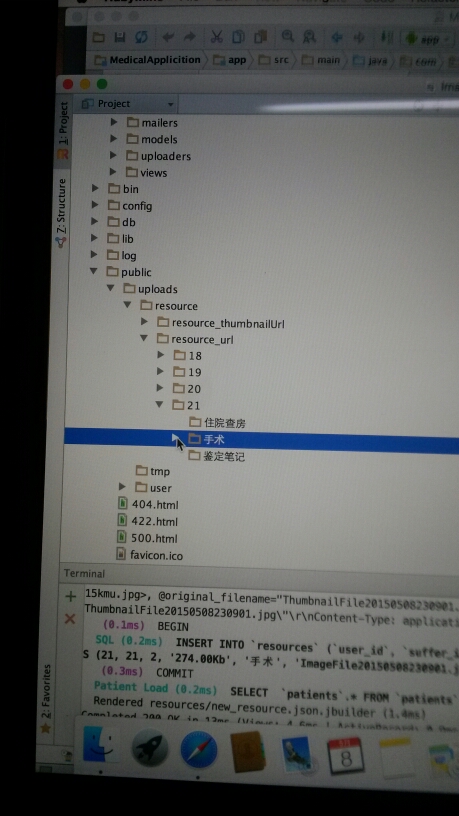 MedicalApplicition app src main java com
app
1: Project
Z: Structure
2: Favorites
Project
mailers
models
uploaders
views
bin
config
db
lib
log
public
uploads
resource
resource_thumbnailUrl
resource_url
18
19
20
21
住院查房
手术
鉴定笔记
tmp
user
404.html
422.html
500.html
favicon.ico
Terminal
15kmu.jpg>, @original_filename="ThumbnailFile20150508230901.
ThumbnailFile20150508230901.jpg\"\r\nContent-Type: applicati
(0.1ms) BEGIN
SQL (0.2ms) INSERT INTO `resources` (`user_id`, `suffer_i
S (21, 21, 2, '274.00Kb', '手术', 'ImageFile20150508230901.j
(0.3ms) COMMIT
Patient Load (0.2ms) SELECT `patients`.* FROM `patients`
Rendered resources/new_resource.json.jbuilder (1.4ms)
Completed 200 OK in 13ms (Views: 4.6ms | ActiveRecord:
8